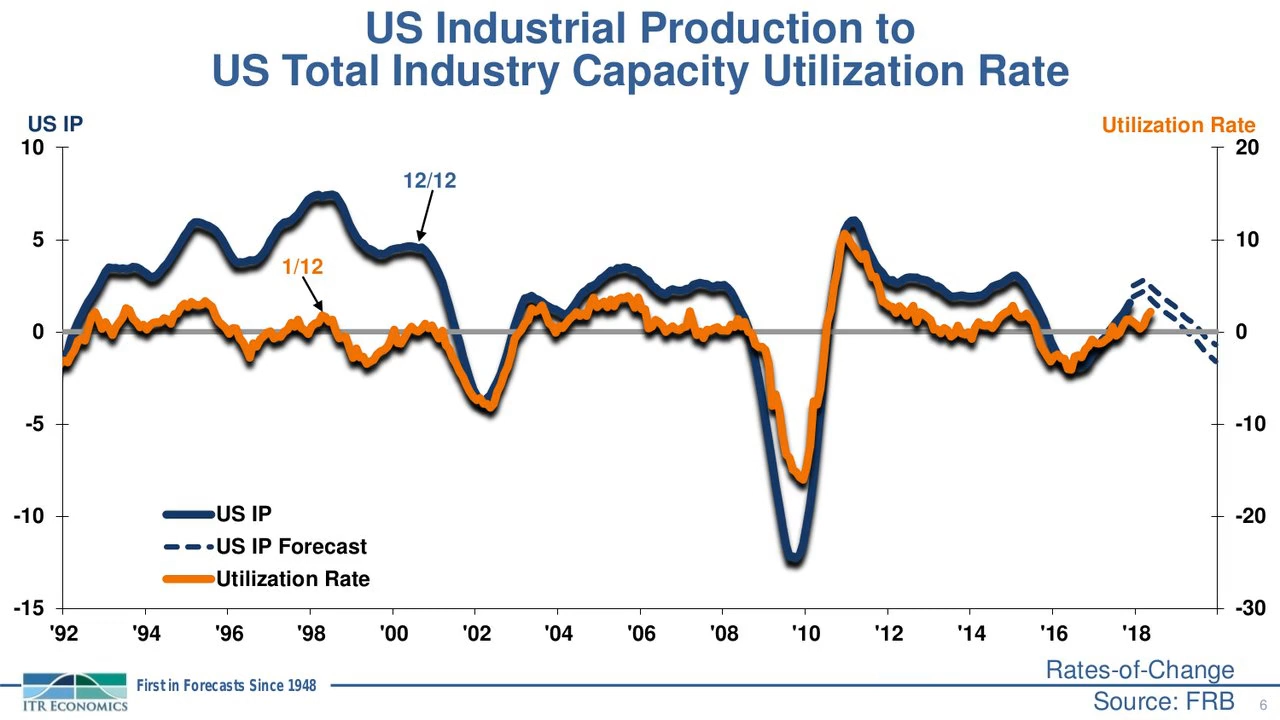 US Industrial Production to
US Total Industry Capacity Utilization Rate
US IP
Utilization Rate
10
5
0
-5
-10
-15
20
10
0
-10
-20
-30
12/12
1/12
US IP
US IP Forecast
Utilization Rate
'92 '94 '96 '98 '00 '02 '04 '06 '08 '10 '12 '14 '16 '18
ITR ECONOMICS
First in Forecasts Since 1948
Rates-of-Change
Source: FRB
6